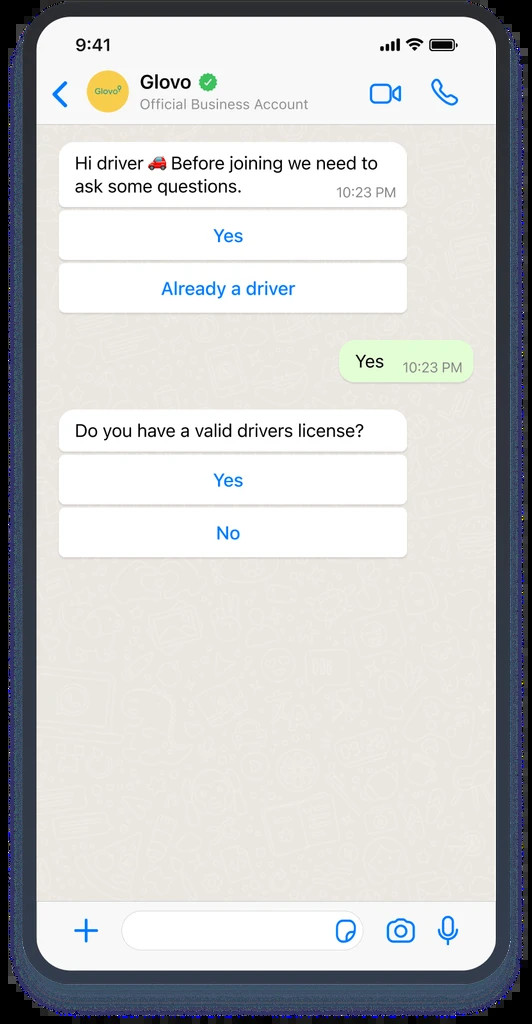 9:41
Glovo
Glovo
Official Business Account
Hi driver 🚗 Before joining we need to
ask some questions.
10:23 PM
Yes
Already a driver
Yes 10:23 PM
Do you have a valid drivers license?
Yes
No